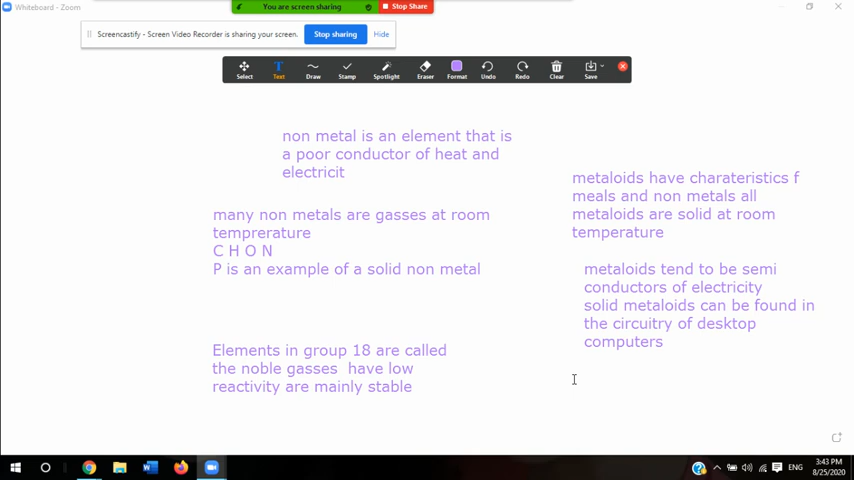 Whiteboard - Zoom
You are screen sharing
Stop Share
Screencastify - Screen Video Recorder is sharing your screen.
Stop sharing
Hide
Select
Text
Draw
Stamp
Spotlight
Eraser
Format
Undo
Redo
Clear
Save
non metal is an element that is
a poor conductor of heat and
electricit
many non metals are gasses at room
temprerature
C H O N
P is an example of a solid non metal
Elements in group 18 are called
the noble gasses  have low
reactivity are mainly stable
metaloids have charateristics f
meals and non metals all
metaloids are solid at room
temperature
metaloids tend to be semi
conductors of electricity
solid metaloids can be found in
the circuitry of desktop
computers
ENG
3:43 PM
8/25/2020